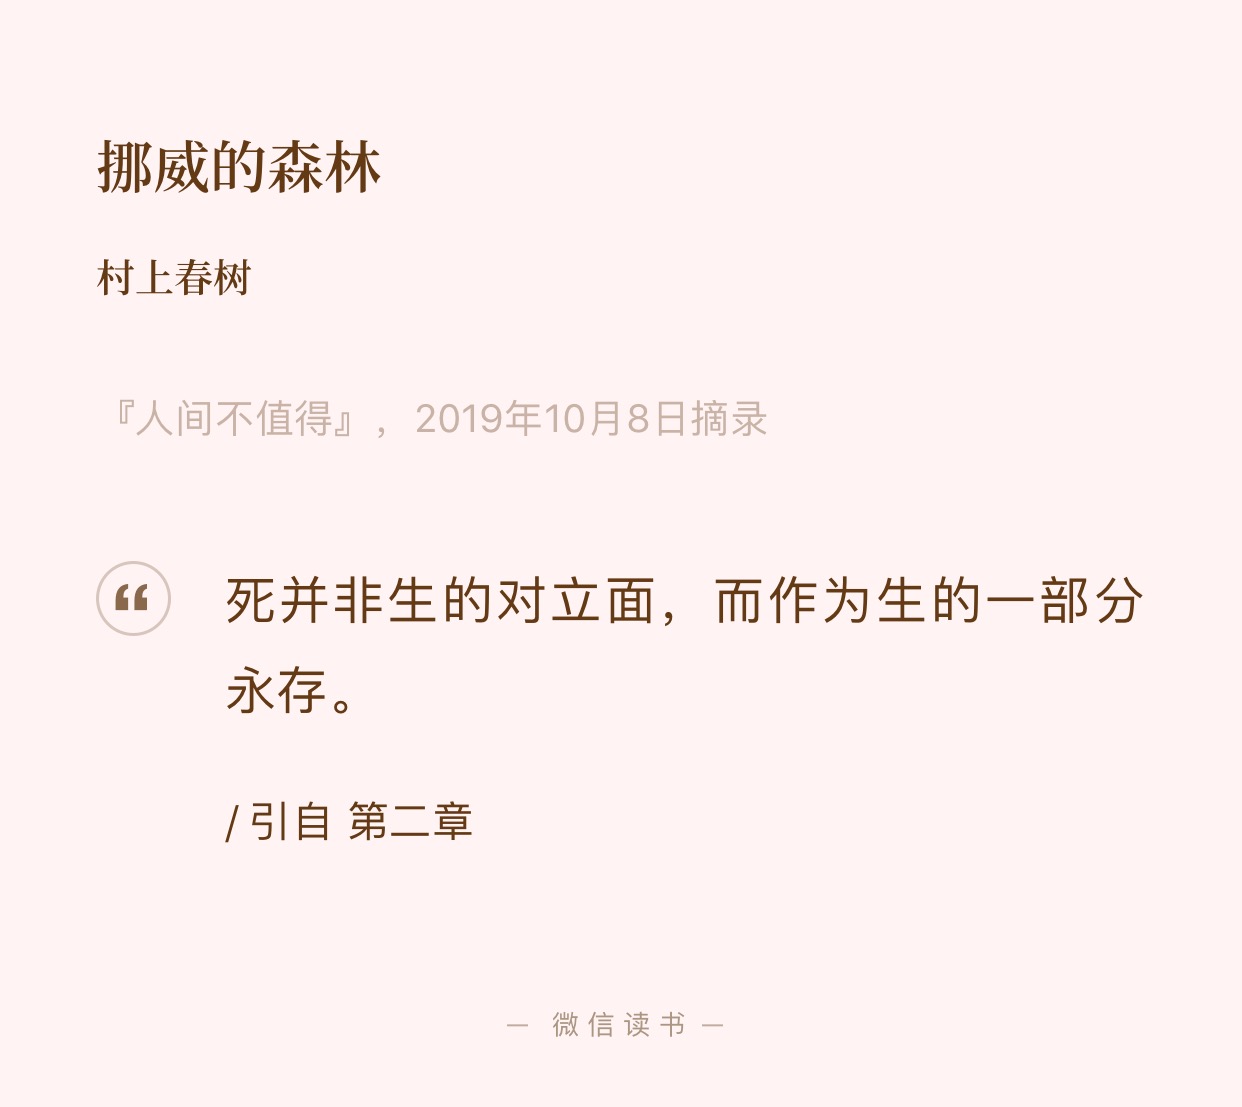 挪威的森林
村上春树
『人间不值得』，2019年10月8日摘录
死并非生的对立面，而作为生的一部分
永存。
/ 引自 第二章
— 微信读书 —